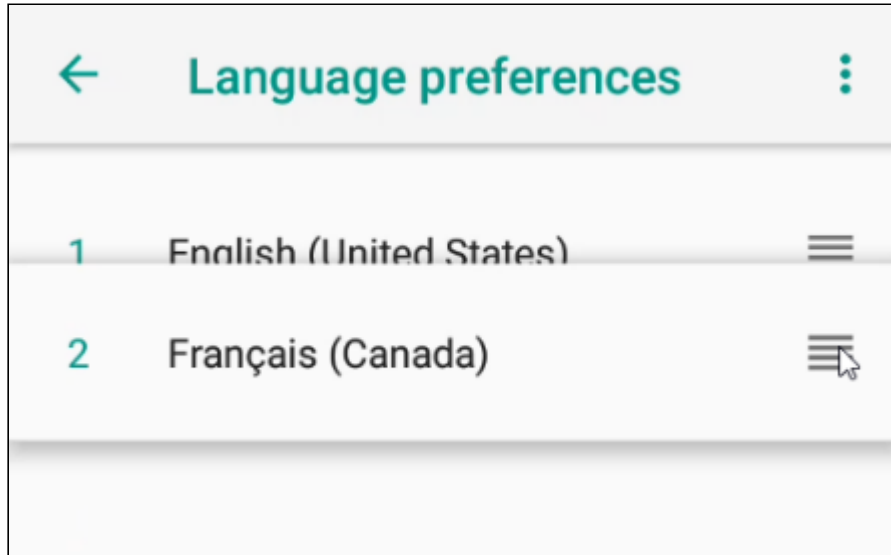 Language preferences
1 English (United States)
2 Français (Canada)